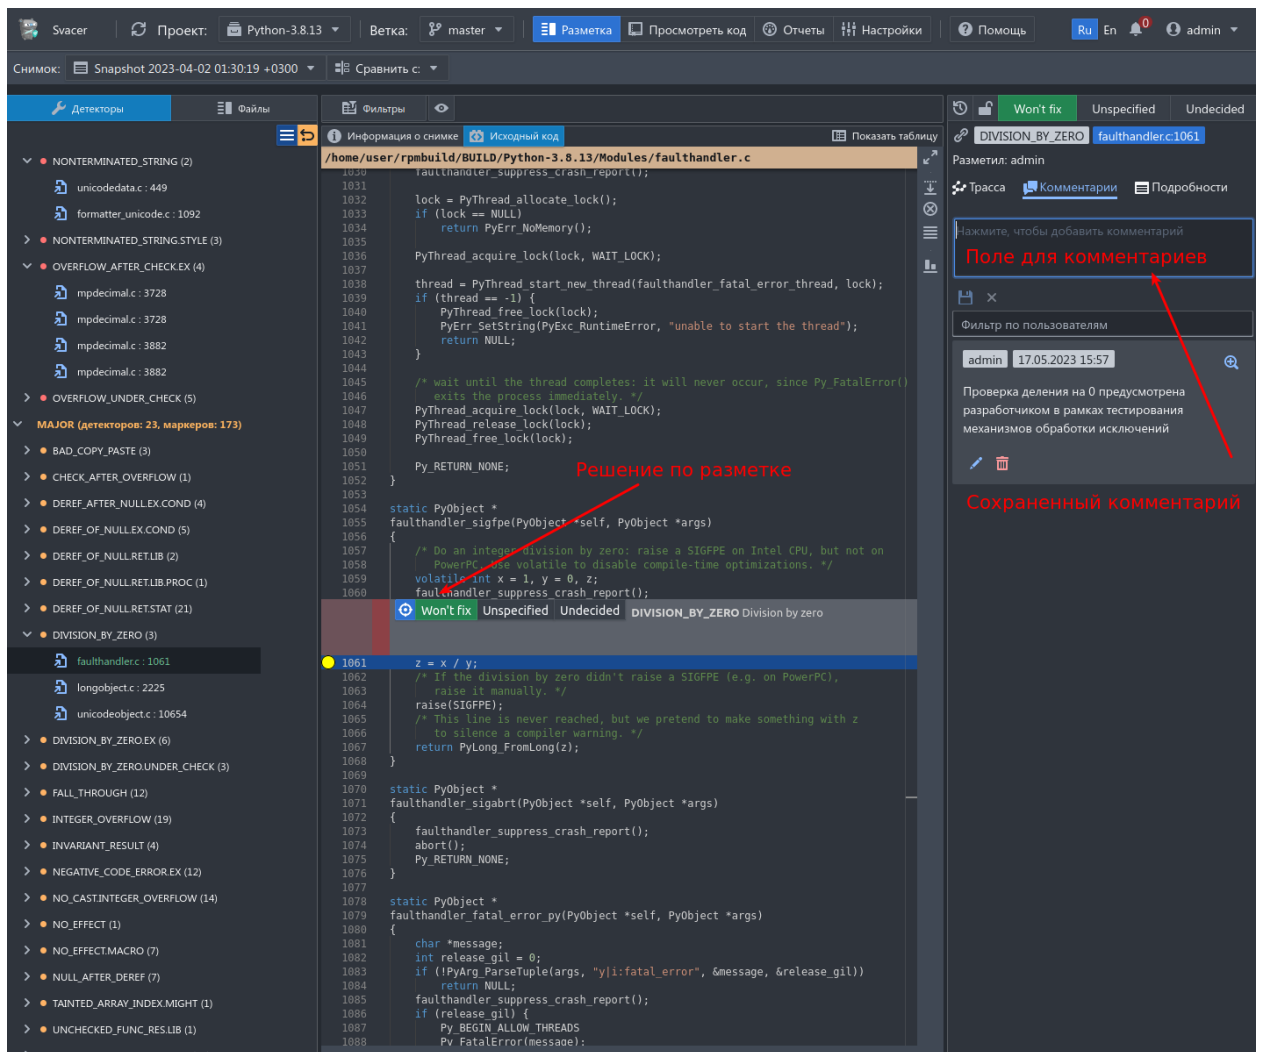 Svacer
Проект: Python-3.8.13
Ветка: master
Разметка
Просмотреть код
Отчеты
Настройки
Помощь
Ru En 0 admin
Снимок: Snapshot 2023-04-02 01:30:19 +0300
Сравнить с:
Детекторы
Файлы
NONTERMINATED_STRING (2)
unicodedata.c : 449
formatter_unicode.c : 1092
NONTERMINATED_STRING.STYLE (3)
OVERFLOW_AFTER_CHECK.EX (4)
mpdecimal.c : 3728
mpdecimal.c : 3728
mpdecimal.c : 3882
mpdecimal.c : 3882
OVERFLOW_UNDER_CHECK (5)
MAJOR (детекторов: 23, маркеров: 173)
BAD_COPY_PASTE (3)
CHECK_AFTER_OVERFLOW (1)
DEREF_AFTER_NULL.EX.COND (4)
DEREF_OF_NULL.EX.COND (5)
DEREF_OF_NULL.RET.LIB (2)
DEREF_OF_NULL.RET.LIB.PROC (1)
DEREF_OF_NULL.RET.STAT (21)
DIVISION_BY_ZERO (3)
faulthandler.c : 1061
longobject.c : 2225
unicodeobject.c : 10654
DIVISION_BY_ZERO.EX (6)
DIVISION_BY_ZERO.UNDER_CHECK (3)
FALL_THROUGH (12)
INTEGER_OVERFLOW (19)
INVARIANT_RESULT (4)
NEGATIVE_CODE_ERROR.EX (12)
NO_CAST.INTEGER_OVERFLOW (14)
NO_EFFECT (1)
NO_EFFECT.MACRO (7)
NULL_AFTER_DEREF (7)
TAINTED_ARRAY_INDEX.MIGHT (1)
UNCHECKED_FUNC_RES.LIB (1)
Фильтры
Информация о снимке
Исходный код
Показать таблицу
/home/user/rpmbuild/BUILD/Python-3.8.13/Modules/faulthandler.c
1030 faulthandler_suppress_crash_report();
1031
1032 lock = PyThread_allocate_lock();
1033 if (lock == NULL)
1034 return PyErr_NoMemory();
1035
1036 PyThread_acquire_lock(lock, WAIT_LOCK);
1037
1038 thread = PyThread_start_new_thread(faulthandler_fatal_error_thread, lock);
1039 if (thread == -1) {
1040 PyThread_free_lock(lock);
1041 PyErr_SetString(PyExc_RuntimeError, "unable to start the thread");
1042 return NULL;
1043 }
1044
1045 /* wait until the thread completes: it will never occur, since Py_FatalError()
1046 exits the process immediately. */
1047 PyThread_acquire_lock(lock, WAIT_LOCK);
1048 PyThread_release_lock(lock);
1049 PyThread_free_lock(lock);
1050
1051 Py_RETURN_NONE;
1052 }
1053
1054 static PyObject *
1055 faulthandler_sigfpe(PyObject *self, PyObject *args)
1056 {
1057 /* Do an integer division by zero: raise a SIGFPE on Intel CPU, but not on
1058 PowerPC. Use volatile to disable compile-time optimizations. */
1059 volatile int x = 1, y = 0, z;
1060 faulthandler_suppress_crash_report();
Won't fix Unspecified Undecided DIVISION_BY_ZERO Division by zero
1061 z = x / y;
1062 /* If the division by zero didn't raise a SIGFPE (e.g. on PowerPC),
1063 raise it manually. */
1064 raise(SIGFPE);
1065 /* This line is never reached, but we pretend to make something with z
1066 to silence a compiler warning. */
1067 return PyLong_FromLong(z);
1068 }
1069
1070 static PyObject *
1071 faulthandler_sigabrt(PyObject *self, PyObject *args)
1072 {
1073 faulthandler_suppress_crash_report();
1074 abort();
1075 Py_RETURN_NONE;
1076 }
1077
1078 static PyObject *
1079 faulthandler_fatal_error_py(PyObject *self, PyObject *args)
1080 {
1081 char *message;
1082 int release_gil = 0;
1083 if (!PyArg_ParseTuple(args, "y|i:fatal_error", &message, &release_gil))
1084 return NULL;
1085 faulthandler_suppress_crash_report();
1086 if (release_gil) {
1087 Py_BEGIN_ALLOW_THREADS
1088 Py_FatalError(message);
Решение по разметке
Won't fix Unspecified Undecided
DIVISION_BY_ZERO faulthandler.c:1061
Разметил: admin
Трасса Комментарии Подробности
Нажмите, чтобы добавить комментарий
Поле для комментариев
Фильтр по пользователям
admin 17.05.2023 15:57
Проверка деления на 0 предусмотрена
разработчиком в рамках тестирования
механизмов обработки исключений
Сохраненный комментарий